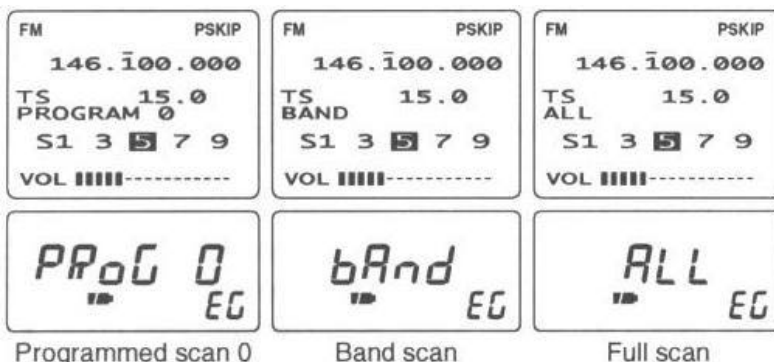 FM PSKIP
146.100.000
TS 15.0
PROGRAM 0
S1 3 5 7 9
VOL
FM PSKIP
146.100.000
TS 15.0
BAND
S1 3 5 7 9
VOL
FM PSKIP
146.100.000
TS 15.0
ALL
S1 3 5 7 9
VOL
PRoG 0
EG
bAnd
EG
ALL
EG
Programmed scan 0 Band scan Full scan